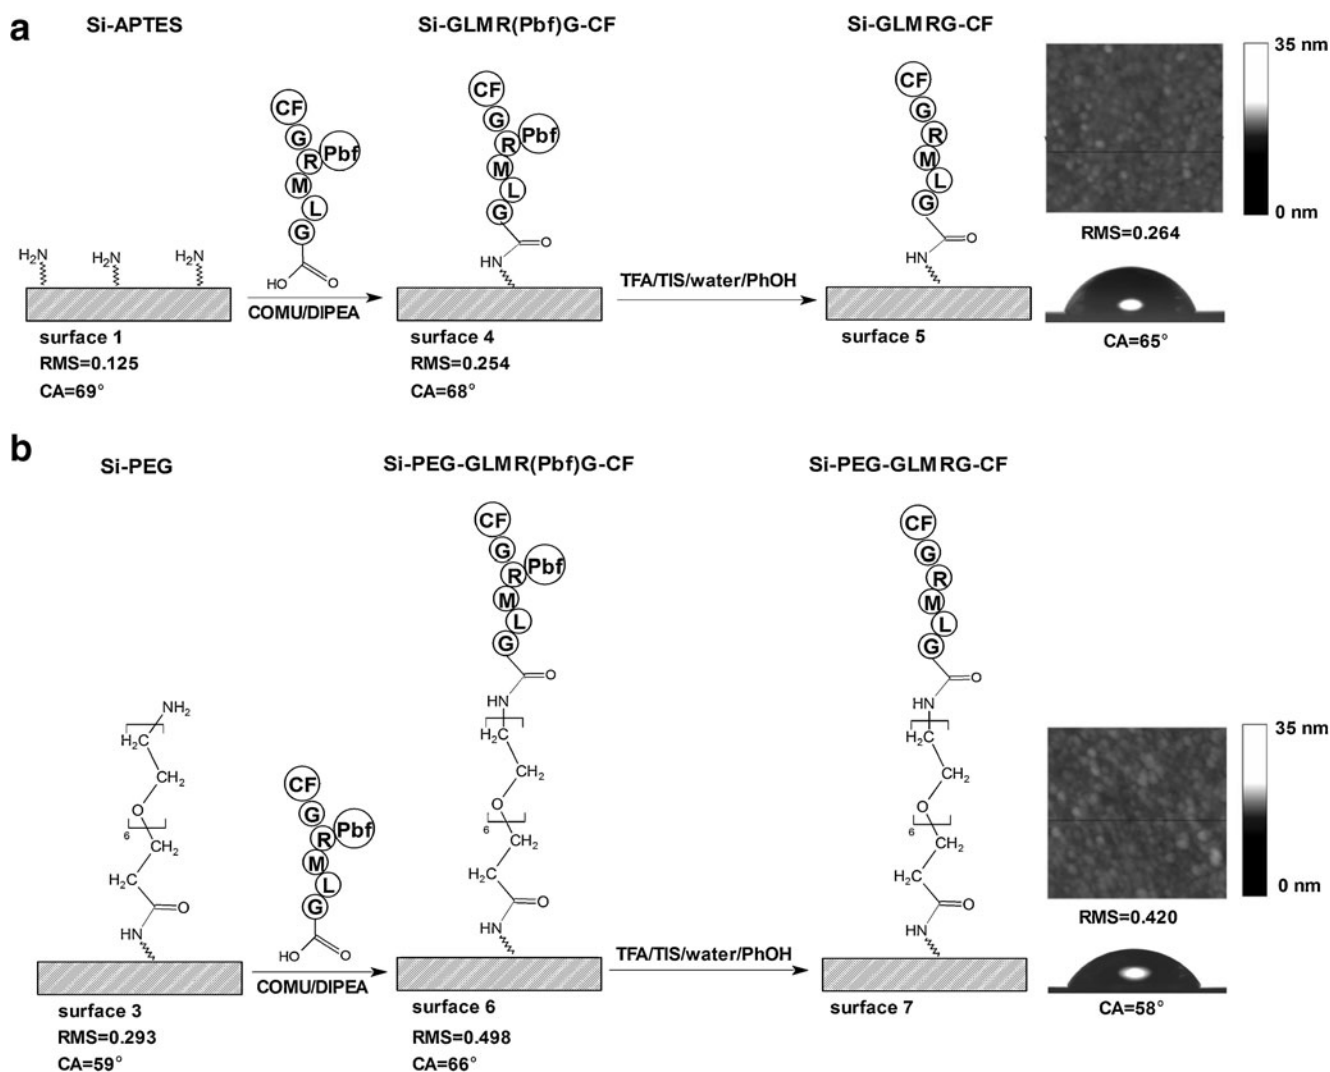 a
Si-APTES
Si-GLMR(Pbf)G-CF
Si-GLMRG-CF
CF
G
R
Pbf
M
L
G
HO
O
CF
G
R
Pbf
M
L
G
O
HN
CF
G
R
M
L
G
O
HN
35 nm
0 nm
RMS=0.264
H₂N
H₂N
H₂N
COMU/DIPEA
TFA/TIS/water/PhOH
surface 1
RMS=0.125
CA=69°
surface 4
RMS=0.254
CA=68°
surface 5
CA=65°
b
Si-PEG
Si-PEG-GLMR(Pbf)G-CF
Si-PEG-GLMRG-CF
NH₂
H₂C
CH₂
O
6
CH₂
H₂C
O
HN
CF
G
R
Pbf
M
L
G
HO
O
CF
G
R
Pbf
M
L
G
O
HN
H₂C
CH₂
O
6
CH₂
H₂C
O
HN
CF
G
R
M
L
G
O
HN
H₂C
CH₂
O
6
CH₂
H₂C
O
HN
35 nm
0 nm
RMS=0.420
COMU/DIPEA
TFA/TIS/water/PhOH
surface 3
RMS=0.293
CA=59°
surface 6
RMS=0.498
CA=66°
surface 7
CA=58°